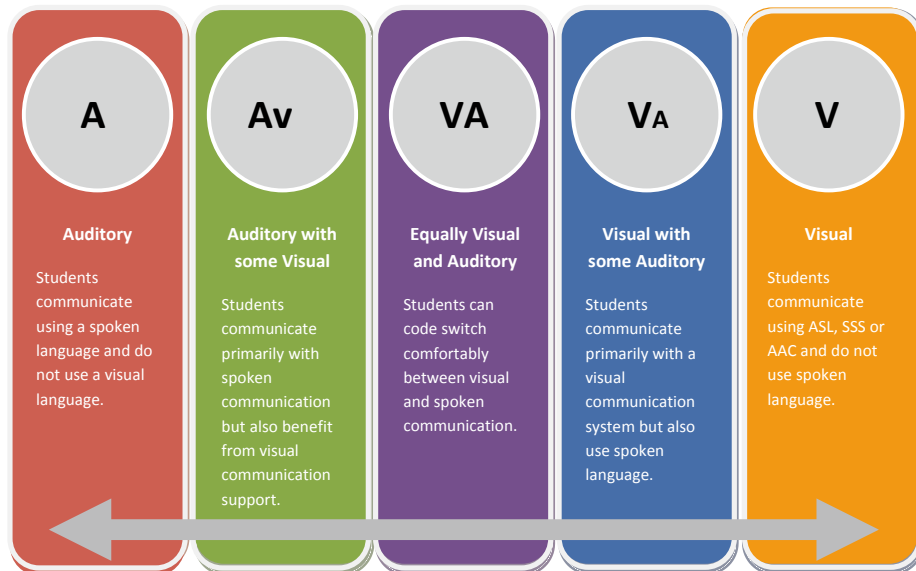 A
Auditory
Students
communicate
using a spoken
language and do
not use a visual
language.
Av
Auditory with
some Visual
Students
communicate
primarily with
spoken
communication
but also benefit
from visual
communication
support.
VA
Equally Visual
and Auditory
Students can
code switch
comfortably
between visual
and spoken
communication.
VA
Visual with
some Auditory
Students
communicate
primarily with a
visual
communication
system but also
use spoken
language.
V
Visual
Students
communicate
using ASL, SSS or
AAC and do not
use spoken
language.